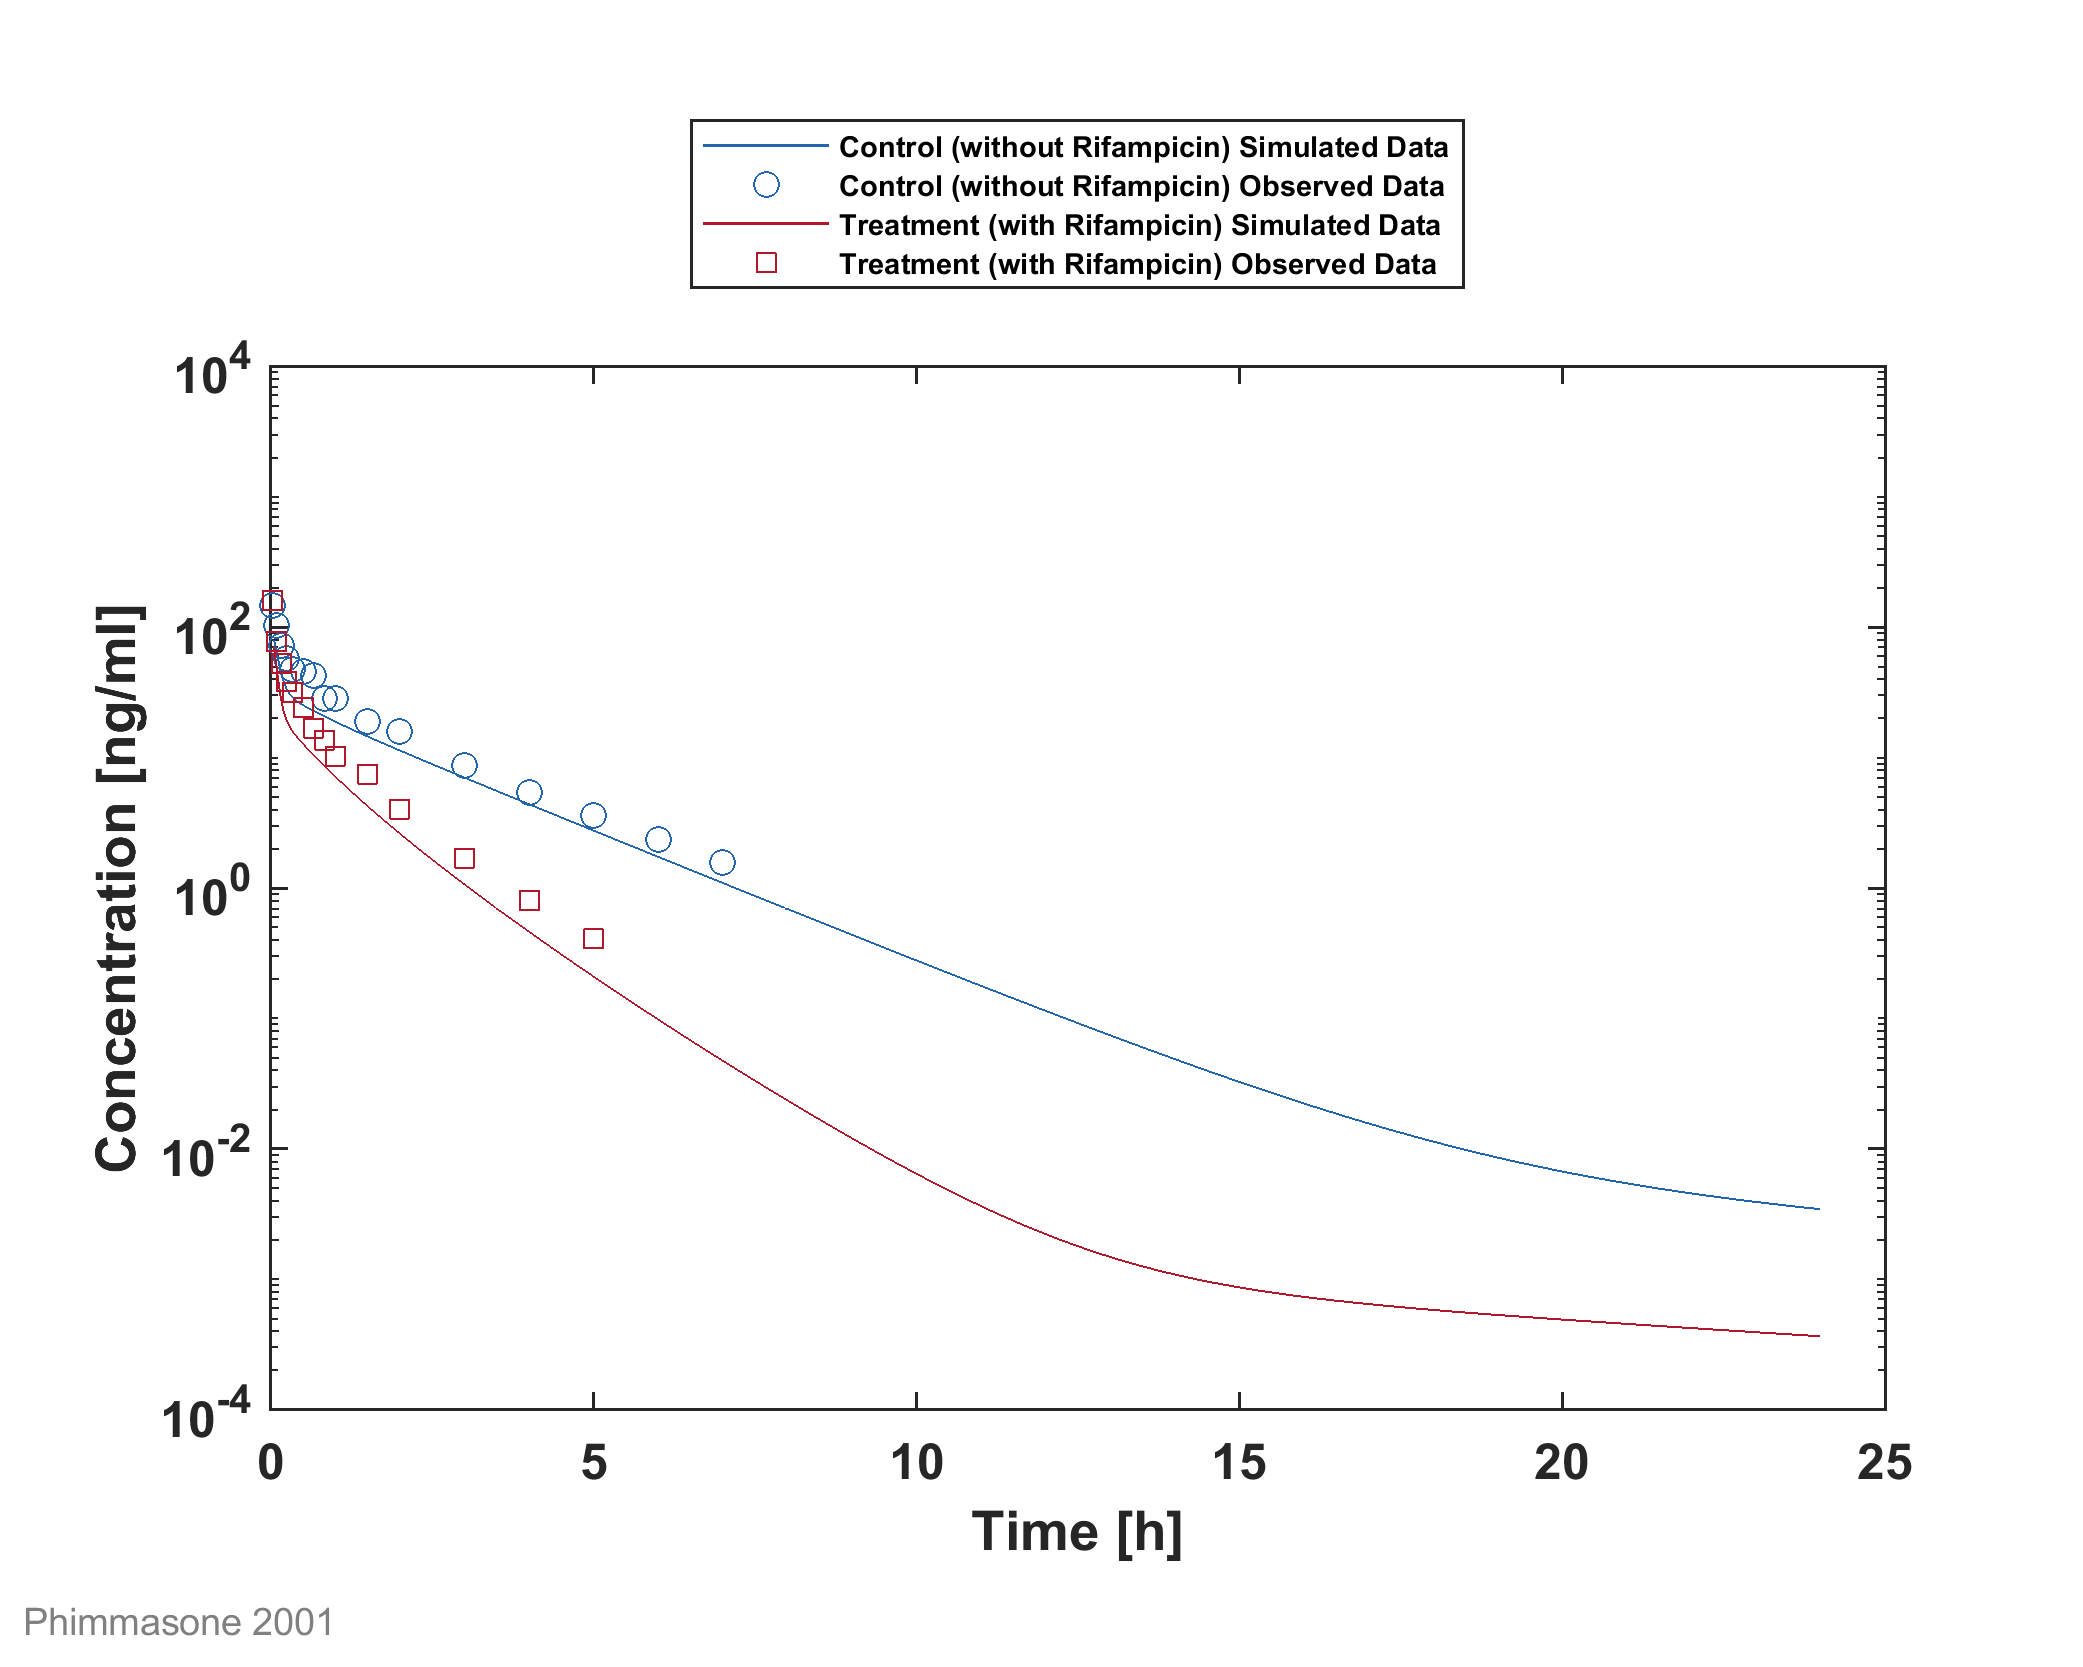 Control (without Rifampicin) Simulated Data
Control (without Rifampicin) Observed Data
Treatment (with Rifampicin) Simulated Data
Treatment (with Rifampicin) Observed Data
10^4
10^2
10^0
10^-2
10^-4
Concentration [ng/ml]
0 5 10 15 20 25
Time [h]
Phimmasone 2001